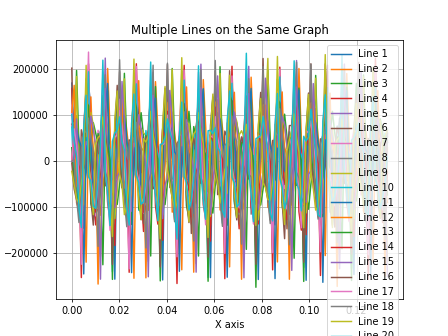 Multiple Lines on the Same Graph
200000
100000
0
−100000
−200000
0.00
0.02
0.04
0.06
0.08
0.10
X axis
Line 1
Line 2
Line 3
Line 4
Line 5
Line 6
Line 7
Line 8
Line 9
Line 10
Line 11
Line 12
Line 13
Line 14
Line 15
Line 16
Line 17
Line 18
Line 19
Line 20